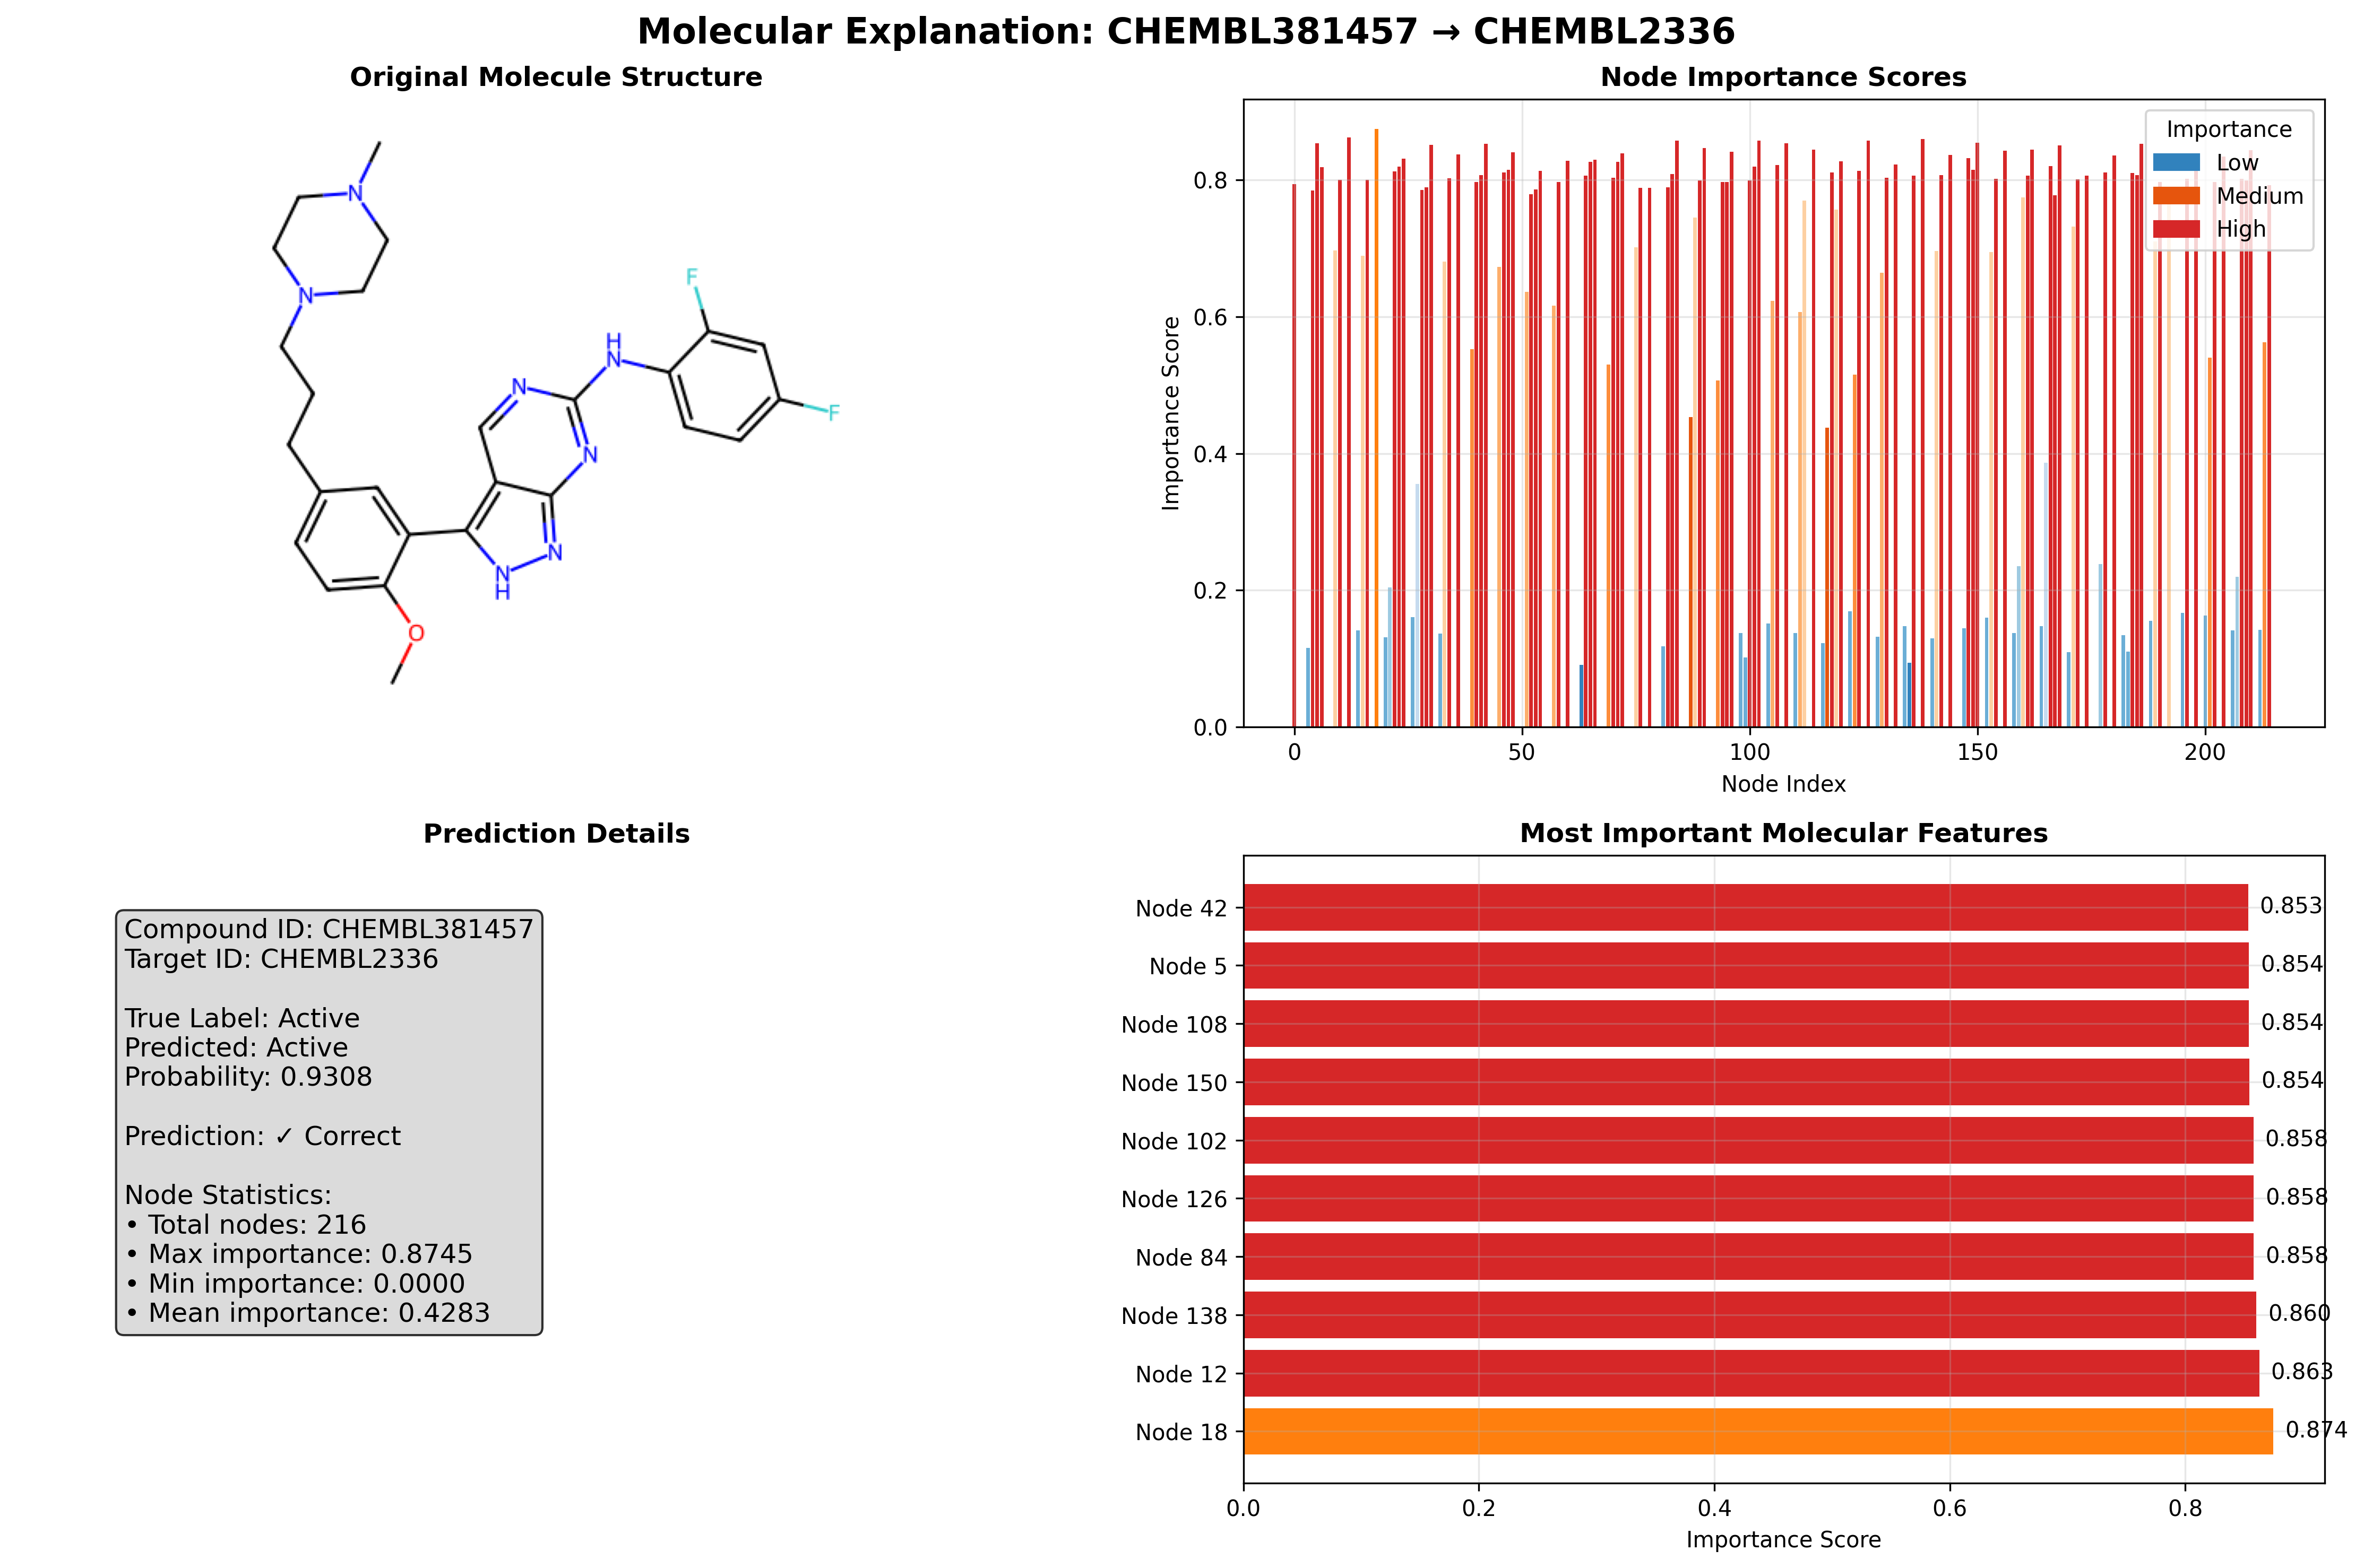 Molecular Explanation: CHEMBL381457 → CHEMBL2336
Original Molecule Structure
N
N
F
F
H
N
N
N
N
N
H
O
Node Importance Scores
Importance Score
0.8
0.6
0.4
0.2
0.0
0
50
100
150
200
Node Index
Importance
Low
Medium
High
Prediction Details
Compound ID: CHEMBL381457
Target ID: CHEMBL2336
True Label: Active
Predicted: Active
Probability: 0.9308
Prediction: ✓ Correct
Node Statistics:
• Total nodes: 216
• Max importance: 0.8745
• Min importance: 0.0000
• Mean importance: 0.4283
Most Important Molecular Features
Node 42 0.853
Node 5 0.854
Node 108 0.854
Node 150 0.854
Node 102 0.858
Node 126 0.858
Node 84 0.858
Node 138 0.860
Node 12 0.863
Node 18 0.874
0.0 0.2 0.4 0.6 0.8
Importance Score